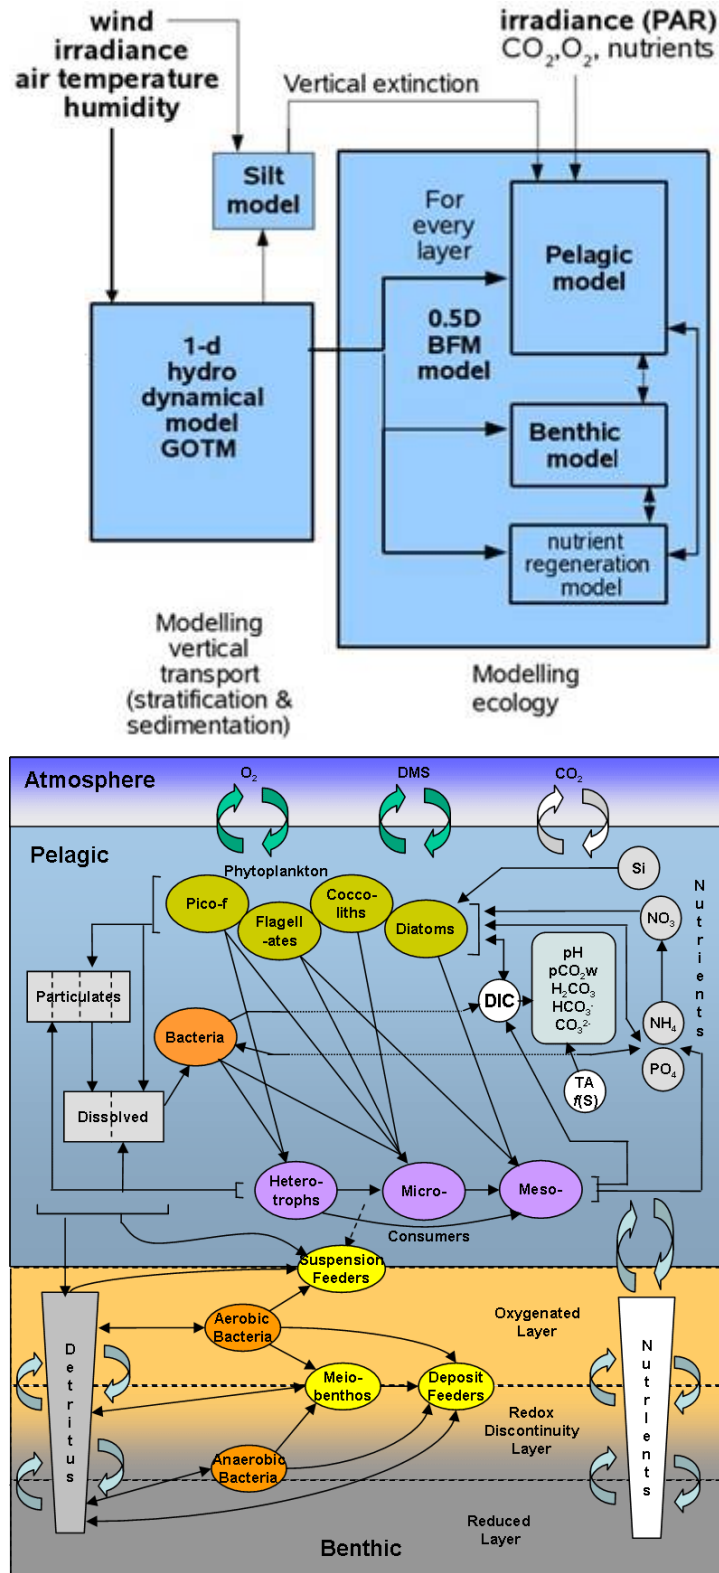 wind
irradiance
air temperature
humidity
irradiance (PAR)
CO₂,O₂, nutrients
Vertical extinction
Silt
model
For
every
layer
Pelagic
model
1-d
hydro
dynamical
model
GOTM
0.5D
BFM
model
Benthic
model
nutrient
regeneration
model
Modelling
vertical
transport
(stratification &
sedimentation)
Modelling
ecology
Atmosphere
O₂
DMS
CO₂
Pelagic
Phytoplankton
Pico-f
Flagell
-ates
Cocco-
liths
Diatoms
Si
NO₃
NH₄
PO₄
Nutrients
Particulates
Dissolved
Bacteria
DIC
pH
pCO₂w
H₂CO₃
HCO₃⁻
CO₃²⁻
TA
f(S)
Hetero-
trophs
Micro-
Meso-
Consumers
Suspension
Feeders
Aerobic
Bacteria
Oxygenated
Layer
Detritus
Meio-
benthos
Deposit
Feeders
Nutrients
Redox
Discontinuity
Layer
Anaerobic
Bacteria
Reduced
Layer
Benthic